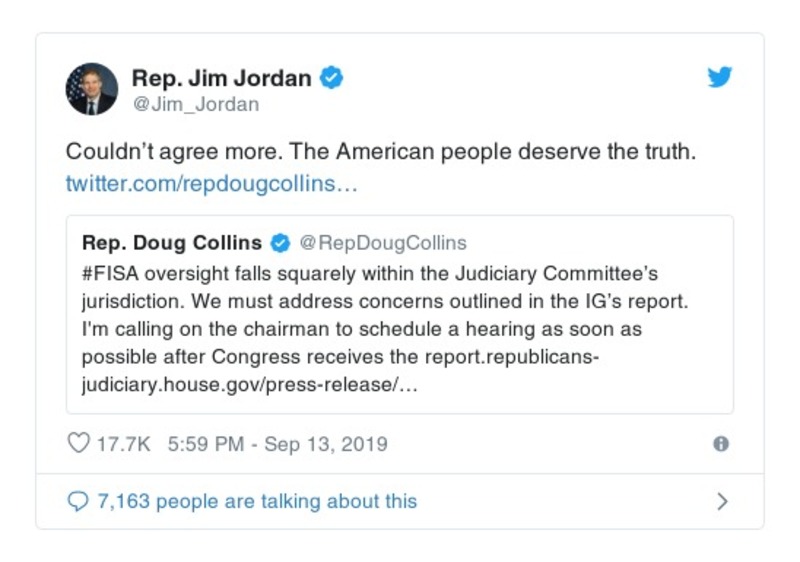 Rep. Jim Jordan
@Jim_Jordan
Couldn’t agree more. The American people deserve the truth.
twitter.com/repdougcollins…
Rep. Doug Collins @RepDougCollins
#FISA oversight falls squarely within the Judiciary Committee’s
jurisdiction. We must address concerns outlined in the IG’s report.
I'm calling on the chairman to schedule a hearing as soon as
possible after Congress receives the report.republicans-
judiciary.house.gov/press-release/…
17.7K 5:59 PM - Sep 13, 2019
7,163 people are talking about this